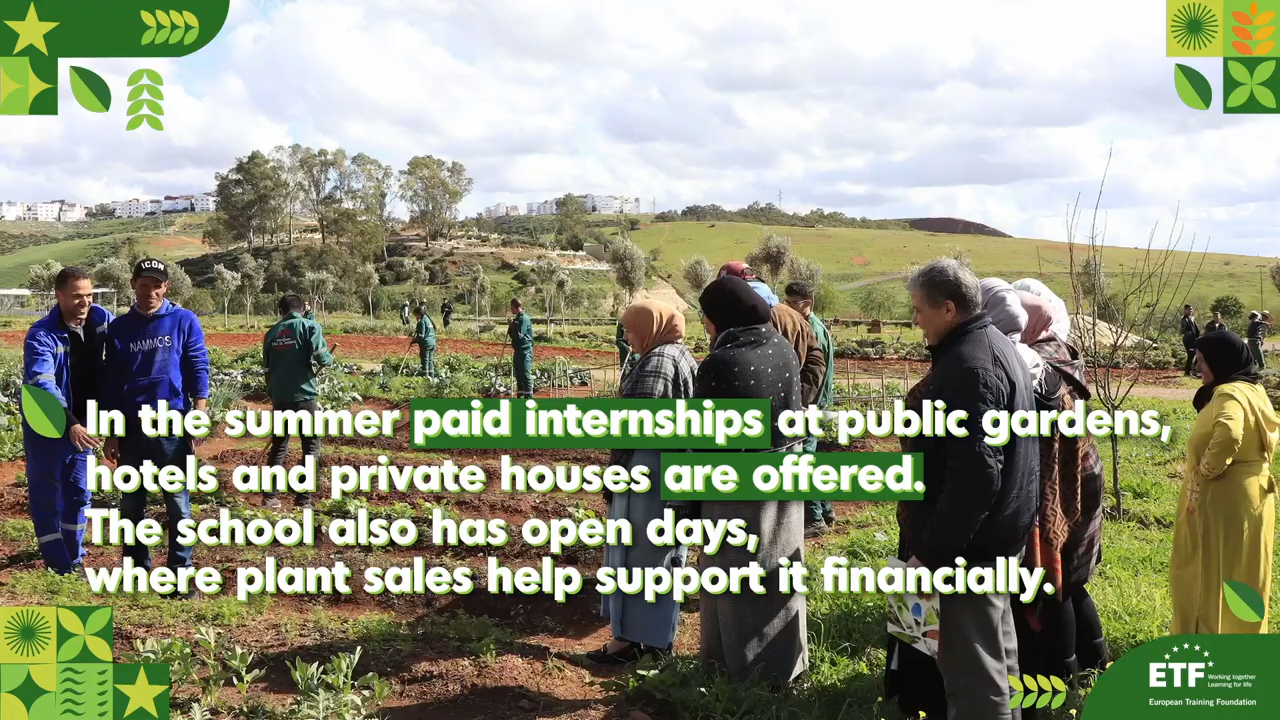 ICON
NAMMOS
In the summer paid internships at public gardens,
hotels and private houses are offered.
The school also has open days,
where plant sales help support it financially.
ETF
Working together
Learning for life
European Training Foundation